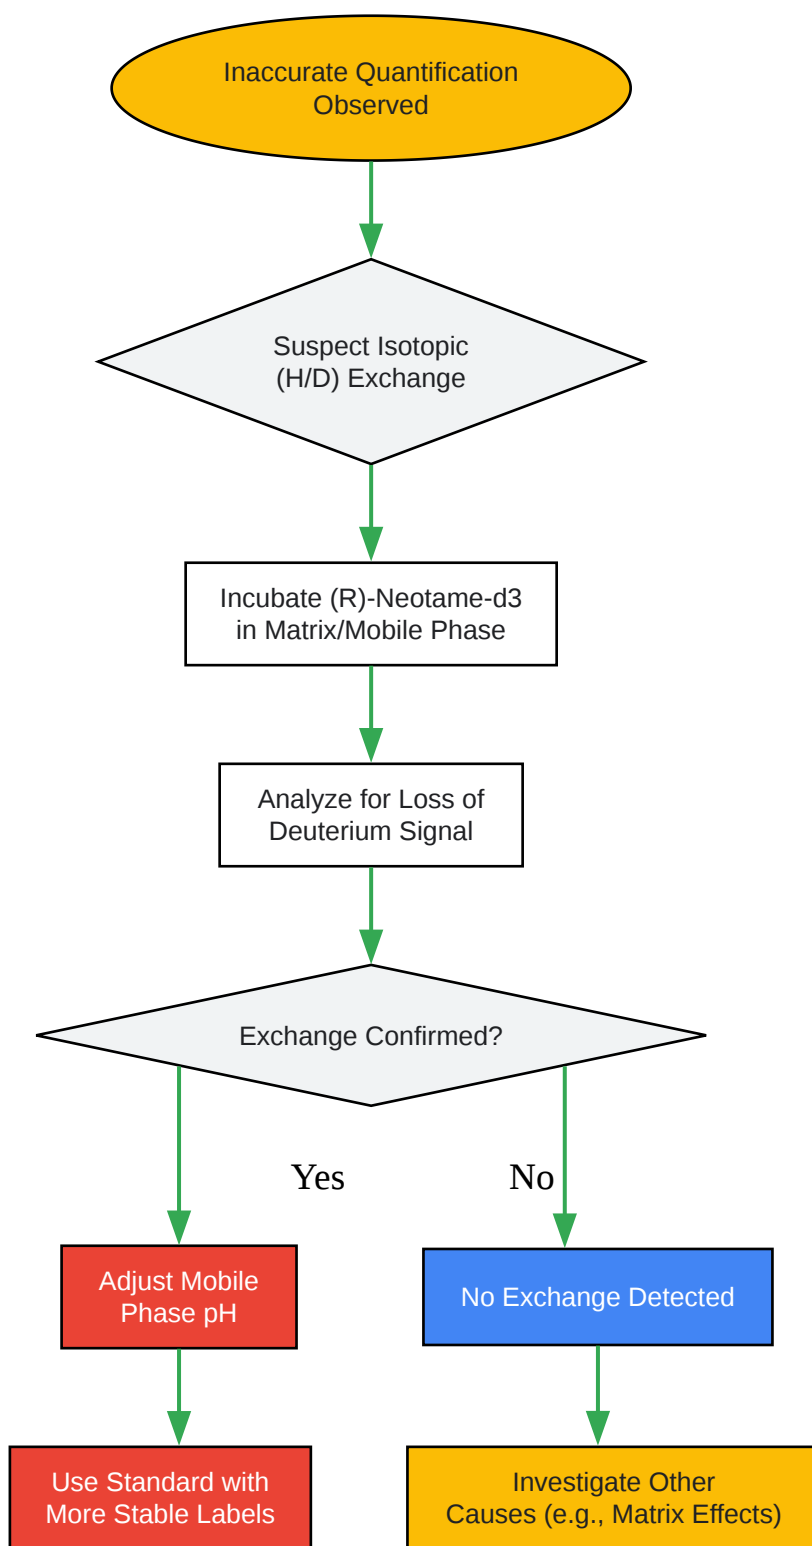 Inaccurate Quantification
Observed
Suspect Isotopic
(H/D) Exchange
Incubate (R)-Neotame-d3
in Matrix/Mobile Phase
Analyze for Loss of
Deuterium Signal
Exchange Confirmed?
Yes
No
Adjust Mobile
Phase pH
No Exchange Detected
Use Standard with
More Stable Labels
Investigate Other
Causes (e.g., Matrix Effects)